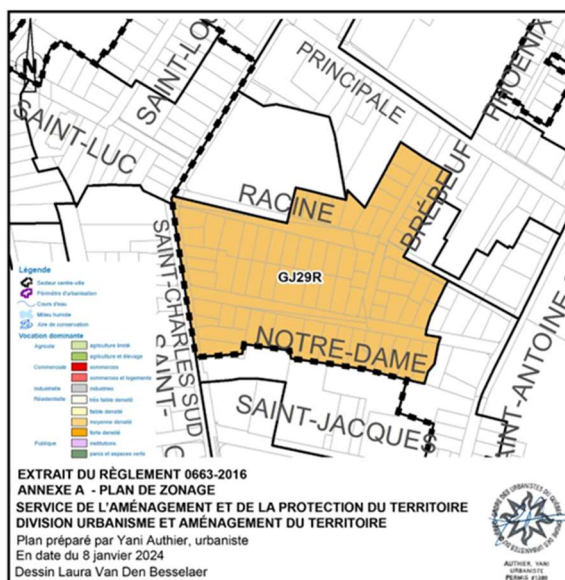 SAINT-LUC
SAINT-LUC
PRINCIPALE
PHOENIX
N
RACINE
BRÉBEUF
GJ29R
SAINT-CHARLES SUD
NOTRE-DAME
SAINT-JACQUES
Légende
Secteur centre-ville
Périmètre d'urbanisation
Cours d'eau
Milieu humide
Aire de conservation
Vocation dominante
Agricole
agriculture limité
agriculture et élevage
Commerciale
commerces
commerces et logements
Industrielle
industries
Résidentielle
très faible densité
faible densité
moyenne densité
forte densité
Publique
institutions
parcs et espaces verts
EXTRAIT DU RÈGLEMENT 0663-2016
ANNEXE A - PLAN DE ZONAGE
SERVICE DE L'AMÉNAGEMENT ET DE LA PROTECTION DU TERRITOIRE
DIVISION URBANISME ET AMÉNAGEMENT DU TERRITOIRE
Plan préparé par Yani Authier, urbaniste
En date du 8 janvier 2024
Dessin Laura Van Den Besselaer
AUTHIER, YANI
URBANISTE